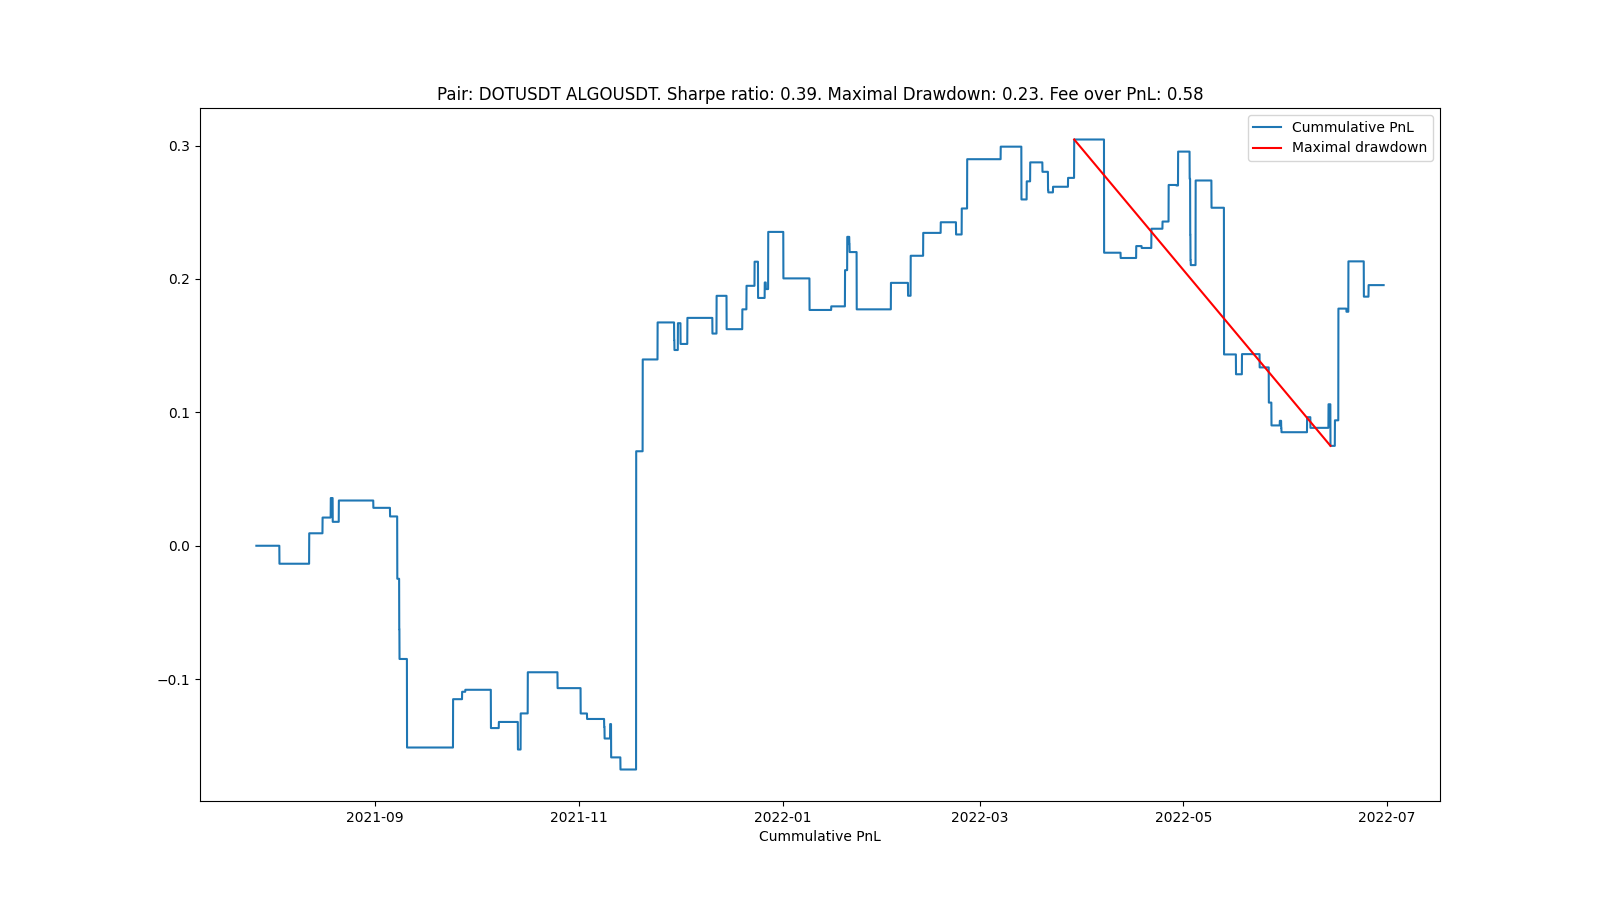 Pair: DOTUSDT ALGOUSDT. Sharpe ratio: 0.39. Maximal Drawdown: 0.23. Fee over PnL: 0.58
Cummulative PnL
Maximal drawdown
0.3
0.2
0.1
0.0
−0.1
2021-09
2021-11
2022-01
2022-03
2022-05
2022-07
Cummulative PnL